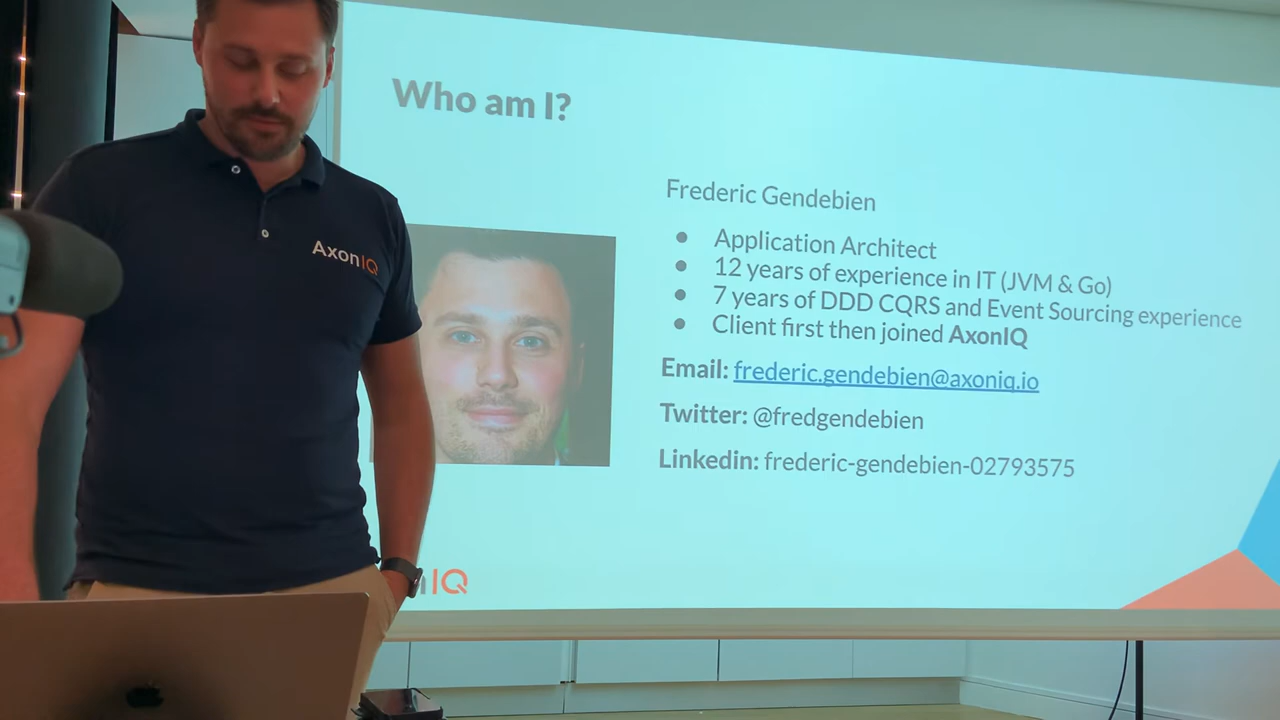 Who am I?
AxonIQ
Frederic Gendebien
Application Architect
12 years of experience in IT (JVM & Go)
7 years of DDD CQRS and Event Sourcing experience
Client first then joined AxonIQ
Email: frederic.gendebien@axoniq.io
Twitter: @fredgendebien
Linkedin: frederic-gendebien-02793575
IQ